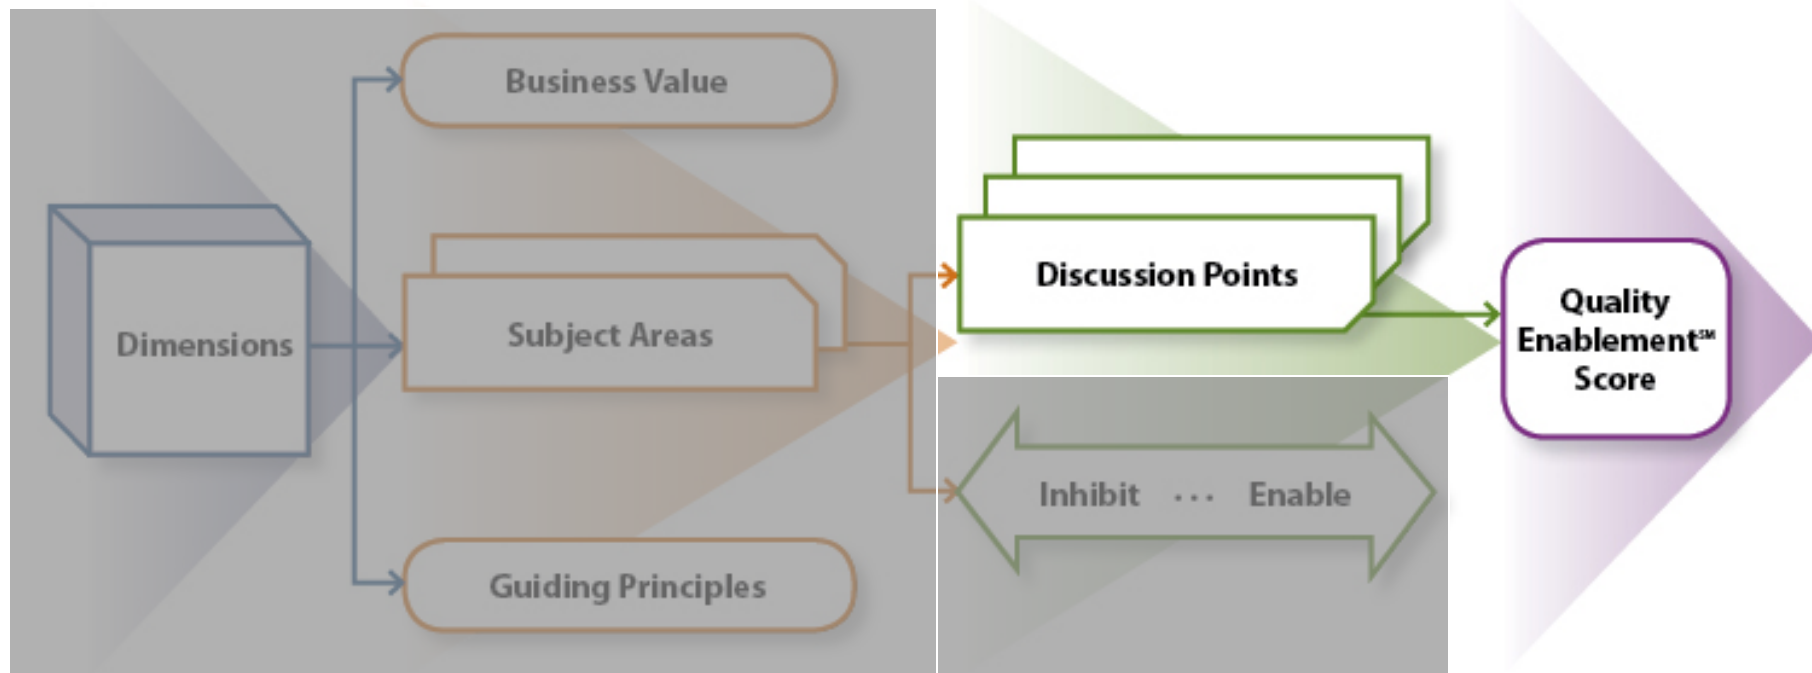 Business Value
Dimensions
Subject Areas
Guiding Principles
Discussion Points
Inhibit ... Enable
Quality
Enablement℠
Score